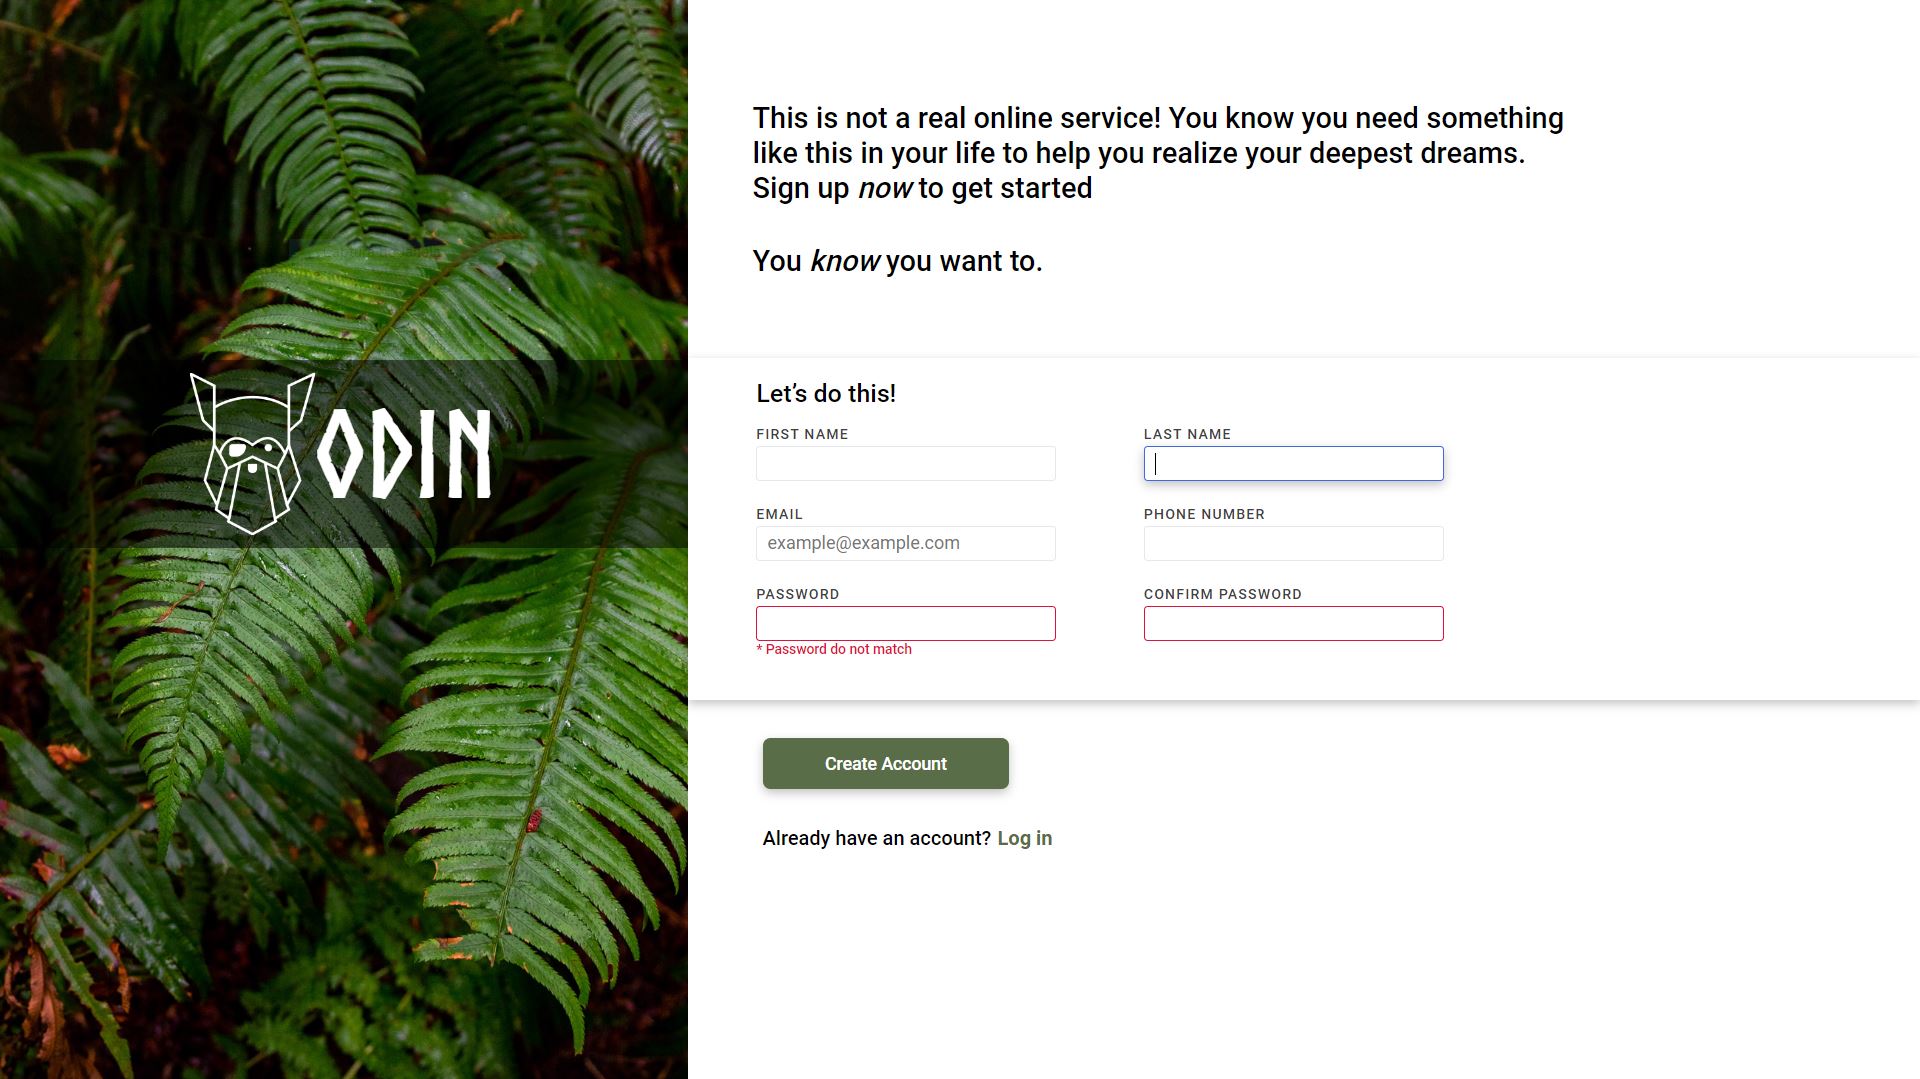 This is not a real online service! You know you need something
like this in your life to help you realize your deepest dreams.
Sign up now to get started
You know you want to.
ODIN
Let’s do this!
FIRST NAME
LAST NAME
EMAIL
PHONE NUMBER
example@example.com
PASSWORD
CONFIRM PASSWORD
* Password do not match
Create Account
Already have an account? Log in